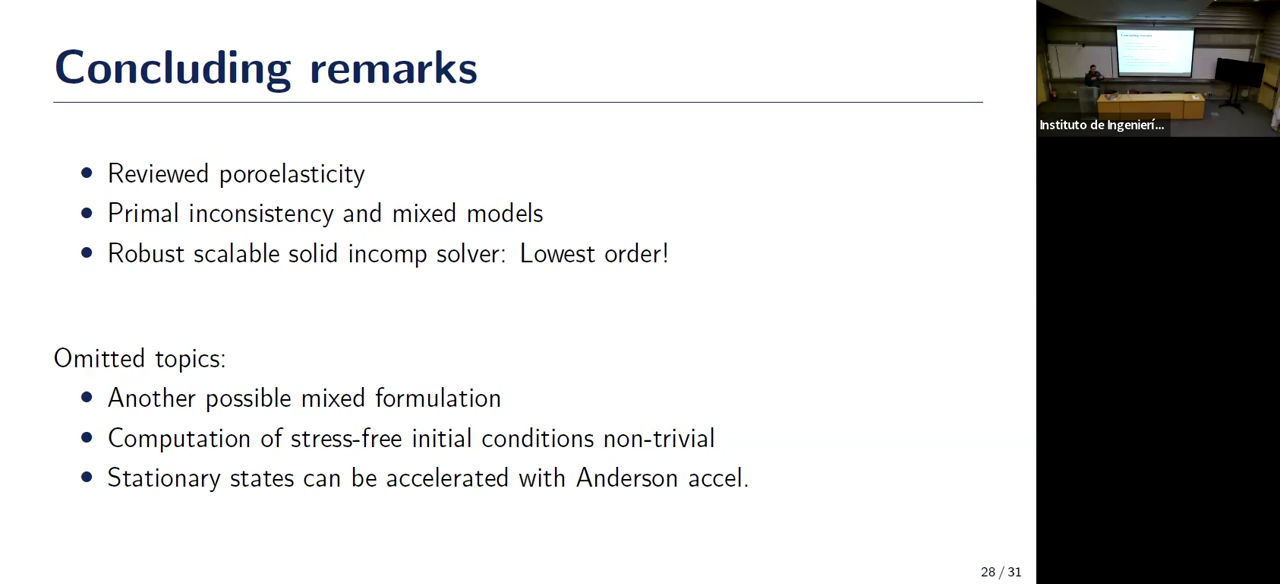 Concluding remarks
• Reviewed poroelasticity
• Primal inconsistency and mixed models
• Robust scalable solid incomp solver: Lowest order!
Omitted topics:
• Another possible mixed formulation
• Computation of stress-free initial conditions non-trivial
• Stationary states can be accelerated with Anderson accel.
28 / 31
Instituto de Ingenierí...